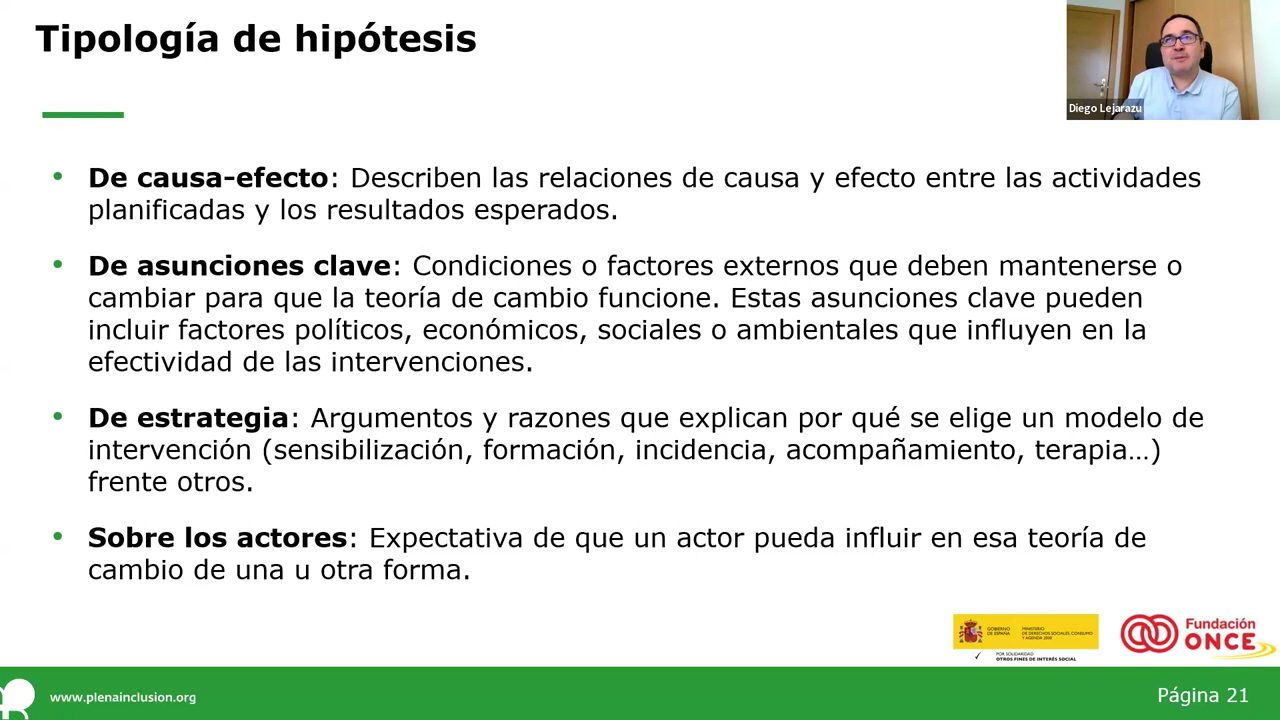 Tipología de hipótesis
Diego Lejarazu
• De causa-efecto: Describen las relaciones de causa y efecto entre las actividades
planificadas y los resultados esperados.
• De asunciones clave: Condiciones o factores externos que deben mantenerse o
cambiar para que la teoría de cambio funcione. Estas asunciones clave pueden
incluir factores políticos, económicos, sociales o ambientales que influyen en la
efectividad de las intervenciones.
• De estrategia: Argumentos y razones que explican por qué se elige un modelo de
intervención (sensibilización, formación, incidencia, acompañamiento, terapia…)
frente otros.
• Sobre los actores: Expectativa de que un actor pueda influir en esa teoría de
cambio de una u otra forma.
GOBIERNO
DE ESPAÑA
MINISTERIO
DE DERECHOS SOCIALES, CONSUMO
Y AGENDA 2030
POR SOLIDARIDAD
OTROS FINES DE INTERÉS SOCIAL
Fundación
ONCE
www.plenainclusion.org
Página 21